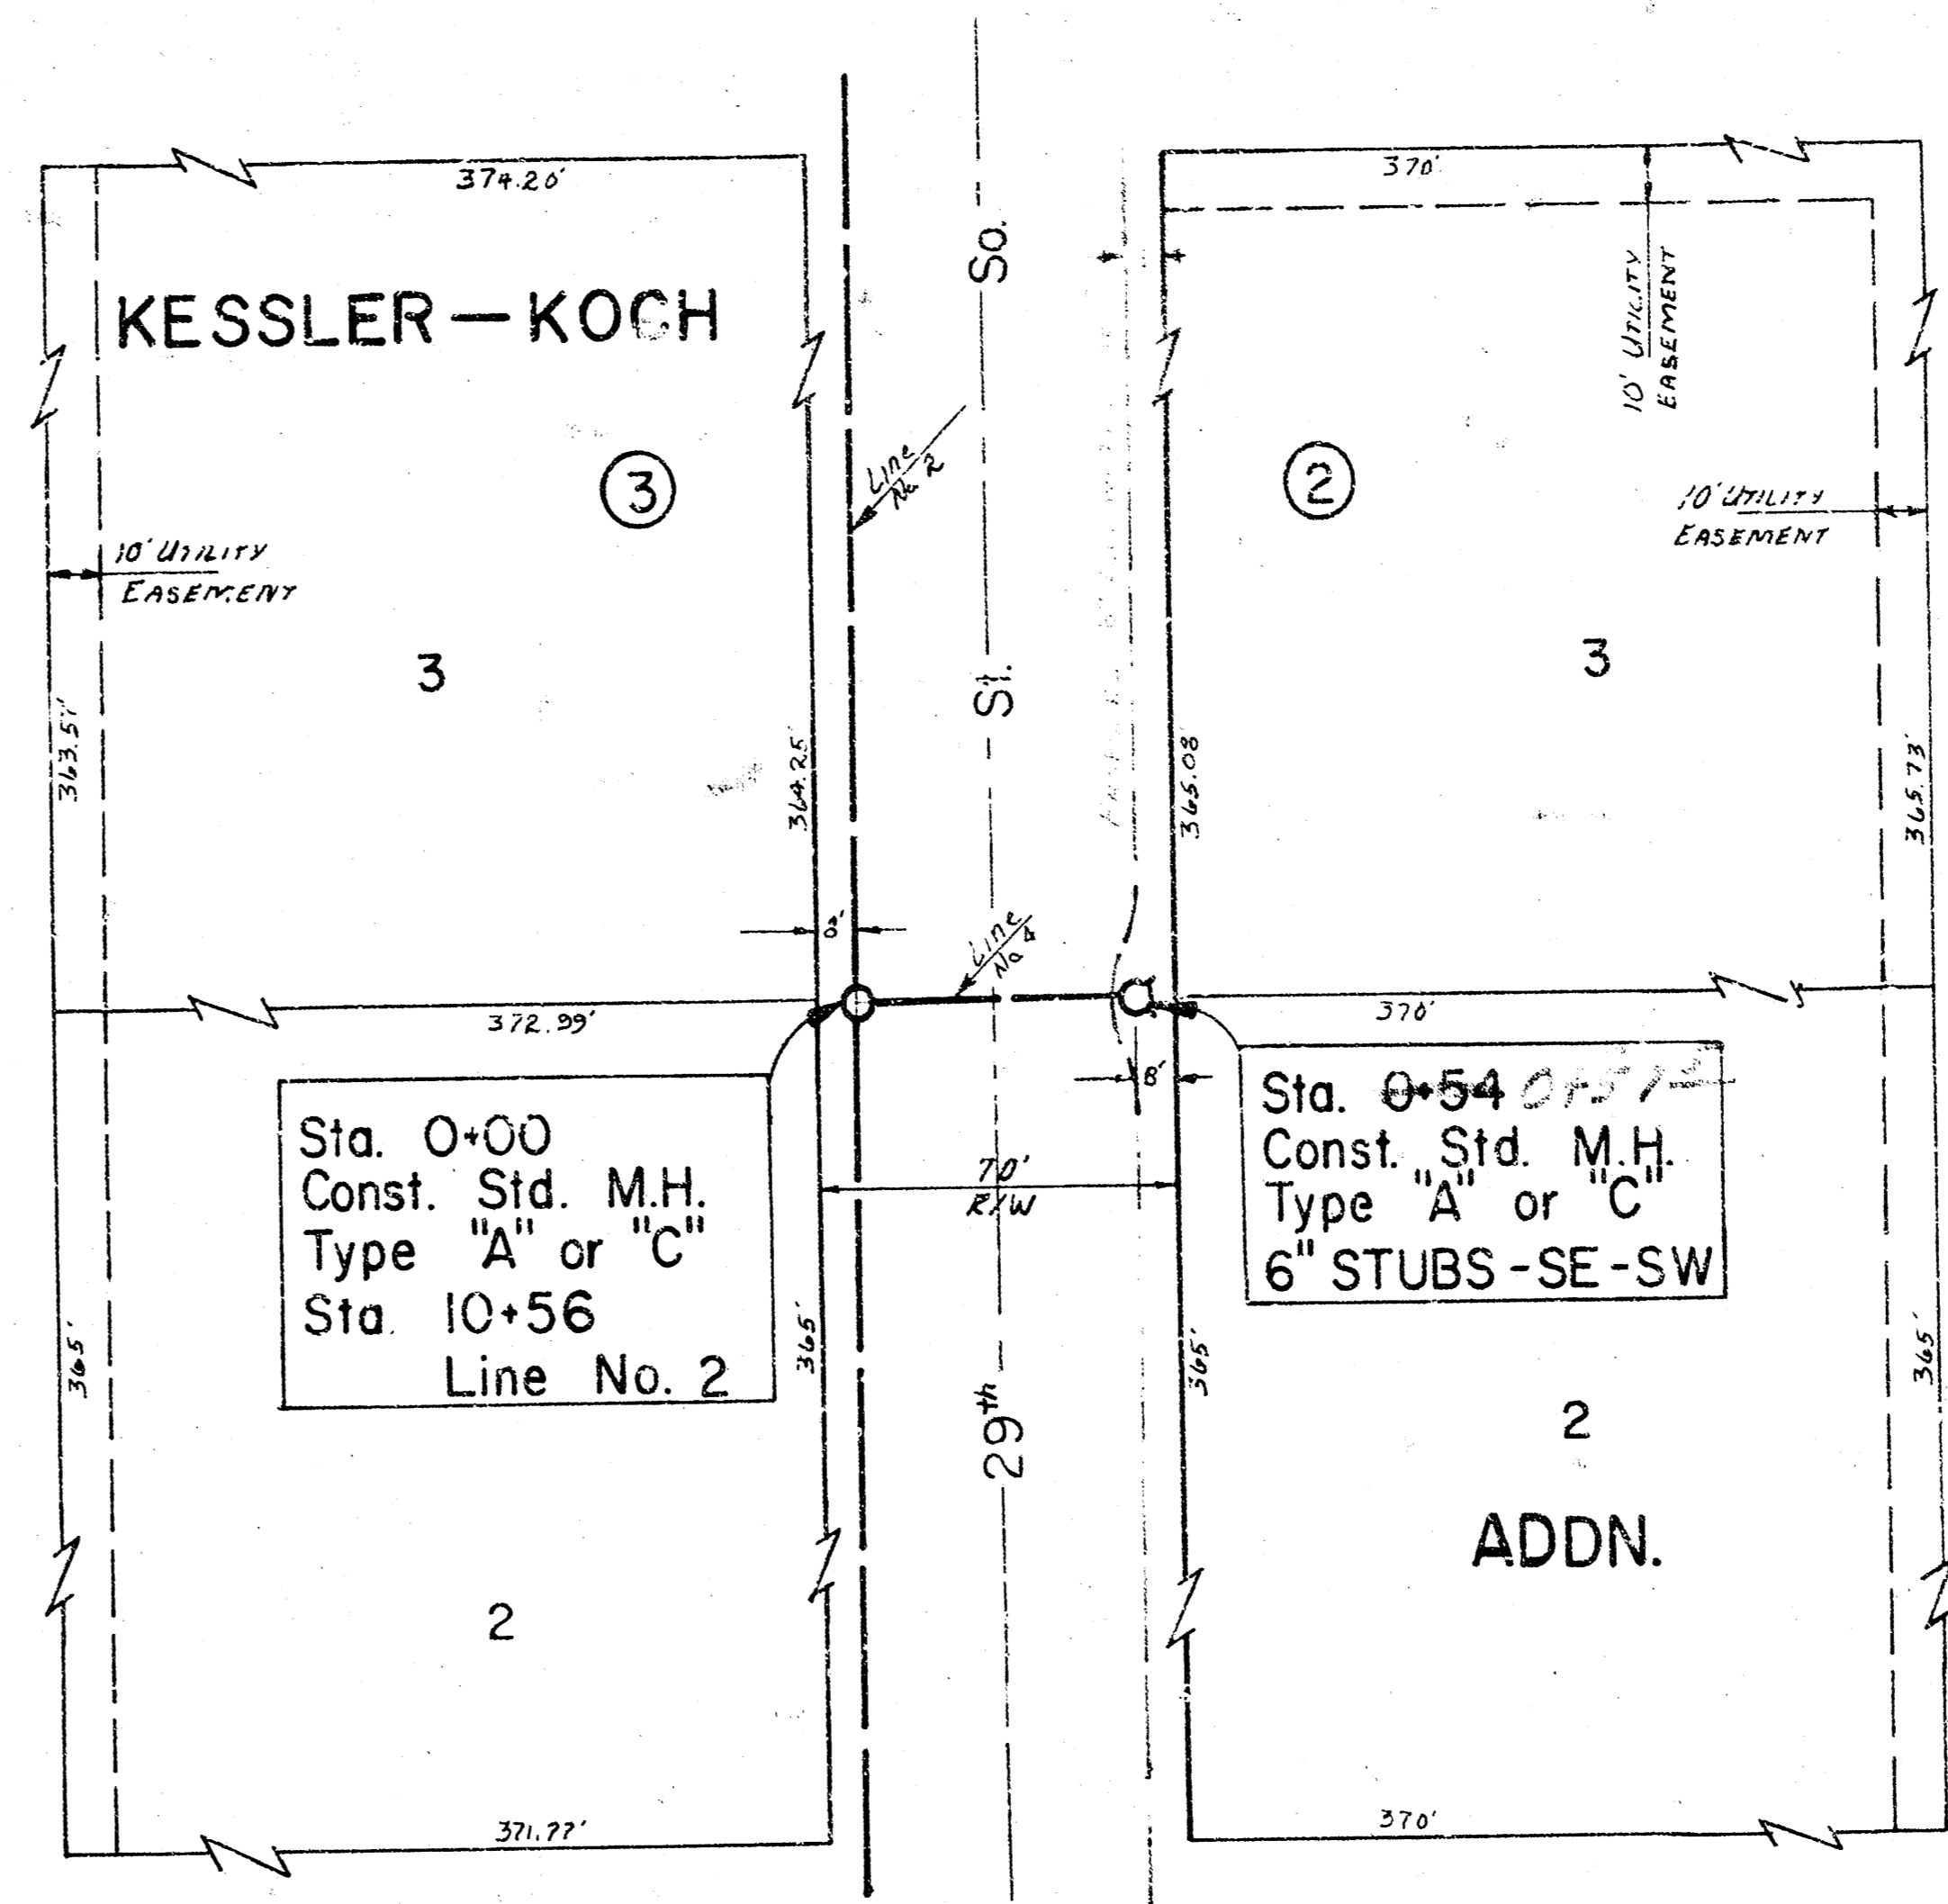 374.20'
370'
So.
KESSLER — KOCH
10' UTILITY
EASEMENT
Line
No. 2
3
2
10' UTILITY
EASEMENT
10' UTILITY
EASEMENT
3
St.
3
363.57'
364.25'
365.08'
365.73'
8'
Line
No 4
372.99'
370'
8'
Sta. 0+00
Const. Std. M.H.
Type "A" or "C"
Sta. 10+56
Line No. 2
Sta. 0+54
Const. Std. M.H.
Type "A" or "C"
6" STUBS - SE - SW
70'
R/W
365'
365'
365'
365'
29th
2
ADDN.
2
371.77'
370'